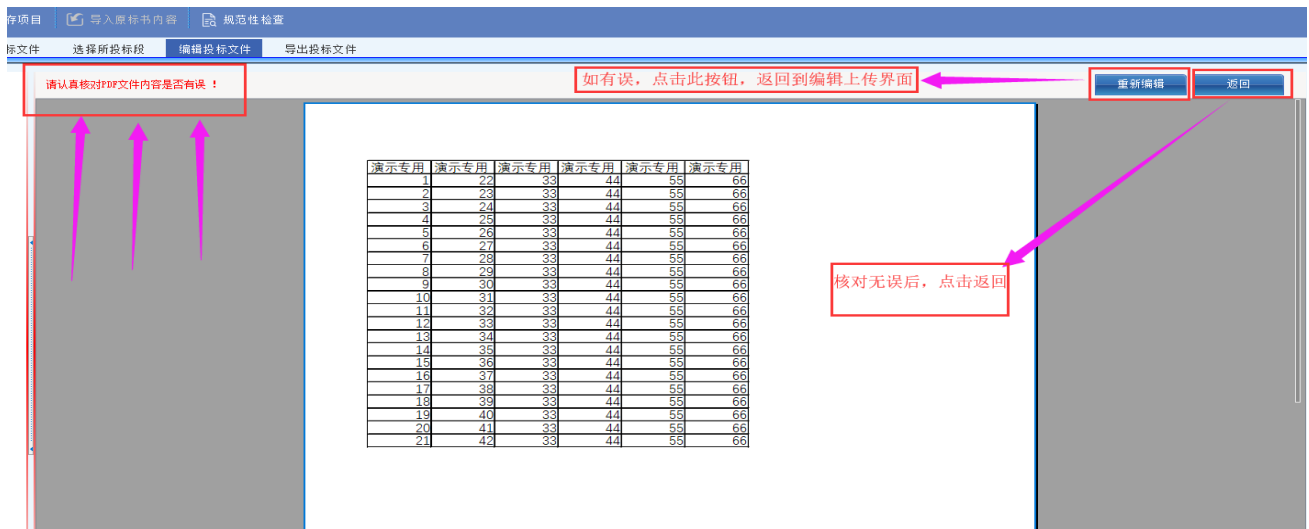 存项目 导入原标书内容 规范性检查
标文件 选择所投标段 编辑投标文件 导出投标文件
请认真核对PDF文件内容是否有误 ！
如有误，点击此按钮，返回到编辑上传界面
重新编辑 返回
演示专用 演示专用 演示专用 演示专用 演示专用 演示专用
1 22 33 44 55 66
2 23 33 44 55 66
3 24 33 44 55 66
4 25 33 44 55 66
5 26 33 44 55 66
6 27 33 44 55 66
7 28 33 44 55 66
8 29 33 44 55 66
9 30 33 44 55 66
10 31 33 44 55 66
11 32 33 44 55 66
12 33 33 44 55 66
13 34 33 44 55 66
14 35 33 44 55 66
15 36 33 44 55 66
16 37 33 44 55 66
17 38 33 44 55 66
18 39 33 44 55 66
19 40 33 44 55 66
20 41 33 44 55 66
21 42 33 44 55 66
核对无误后，点击返回